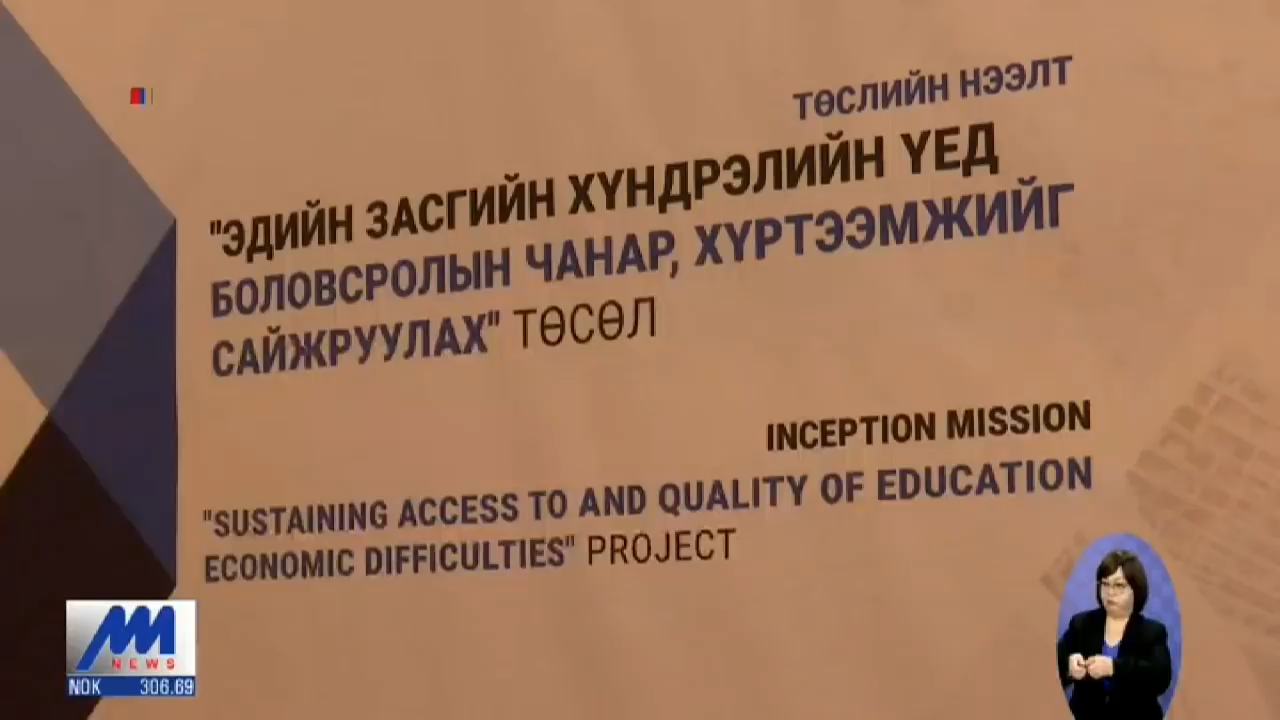 ТӨСЛИЙН НЭЭЛТ
"ЭДИЙН ЗАСГИЙН ХҮНДРЭЛИЙН ҮЕД
БОЛОВСРОЛЫН ЧАНАР, ХҮРТЭЭМЖИЙГ
САЙЖРУУЛАХ" ТӨСӨЛ
INCEPTION MISSION
"SUSTAINING ACCESS TO AND QUALITY OF EDUCATION
ECONOMIC DIFFICULTIES" PROJECT
NEWS
NOK 306.69